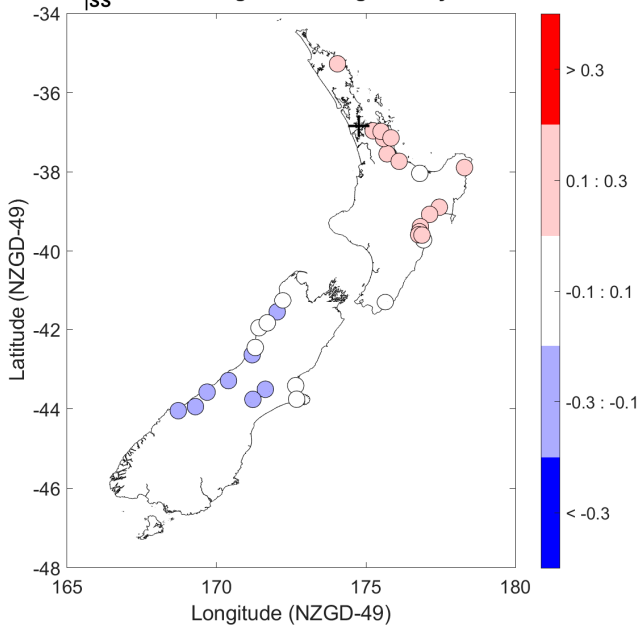 ss
-34
-36
-38
-40
-42
-44
-46
-48
165
170
175
180
Latitude (NZGD-49)
Longitude (NZGD-49)
> 0.3
0.1 : 0.3
-0.1 : 0.1
-0.3 : -0.1
< -0.3